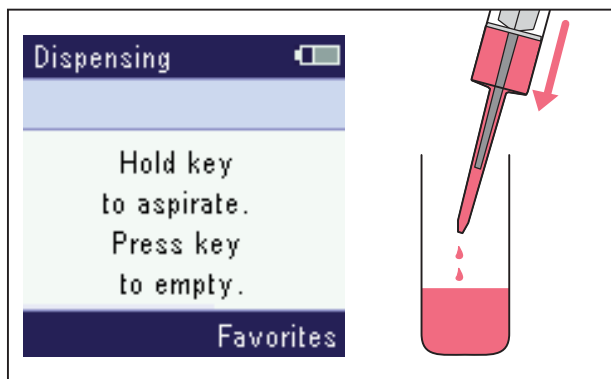 Dispensing
Hold key
to aspirate.
Press key
to empty.
Favorites